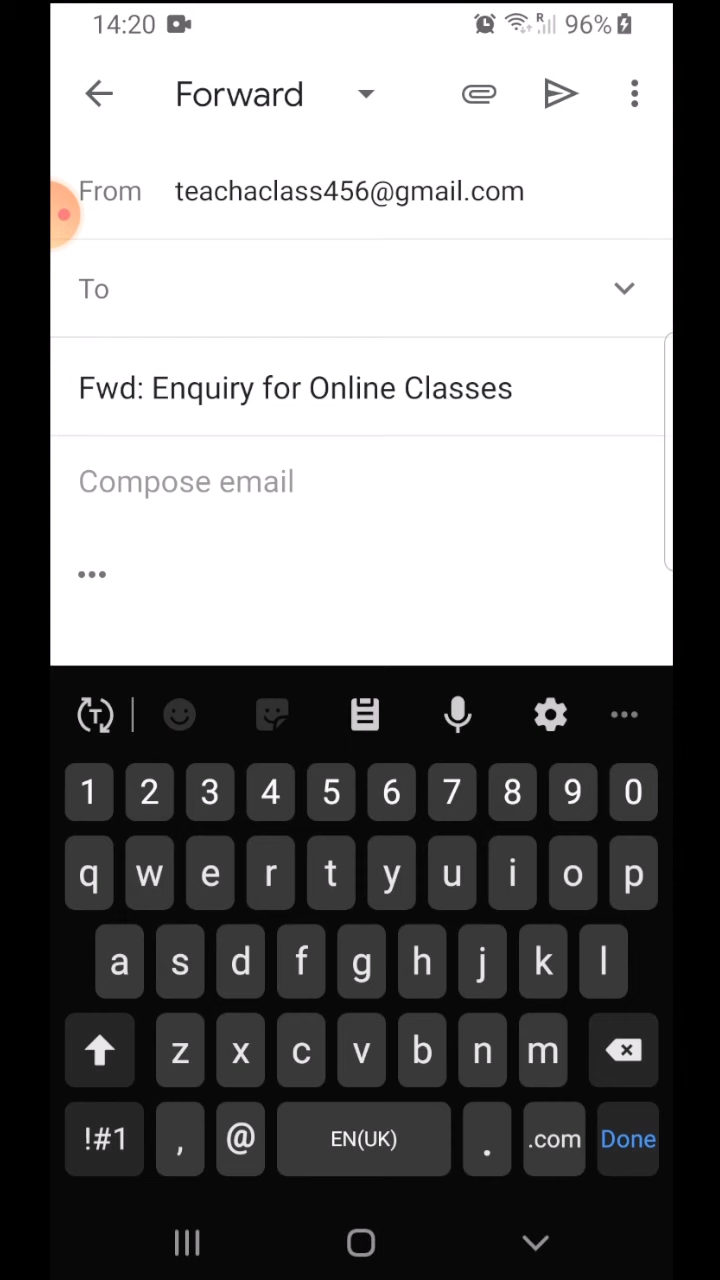 14:20 R 96%
Forward
From teachaclass456@gmail.com
To
Fwd: Enquiry for Online Classes
Compose email
T
1 2 3 4 5 6 7 8 9 0
q w e r t y u i o p
a s d f g h j k l
z x c v b n m
!#1 , @ EN(UK) . .com Done